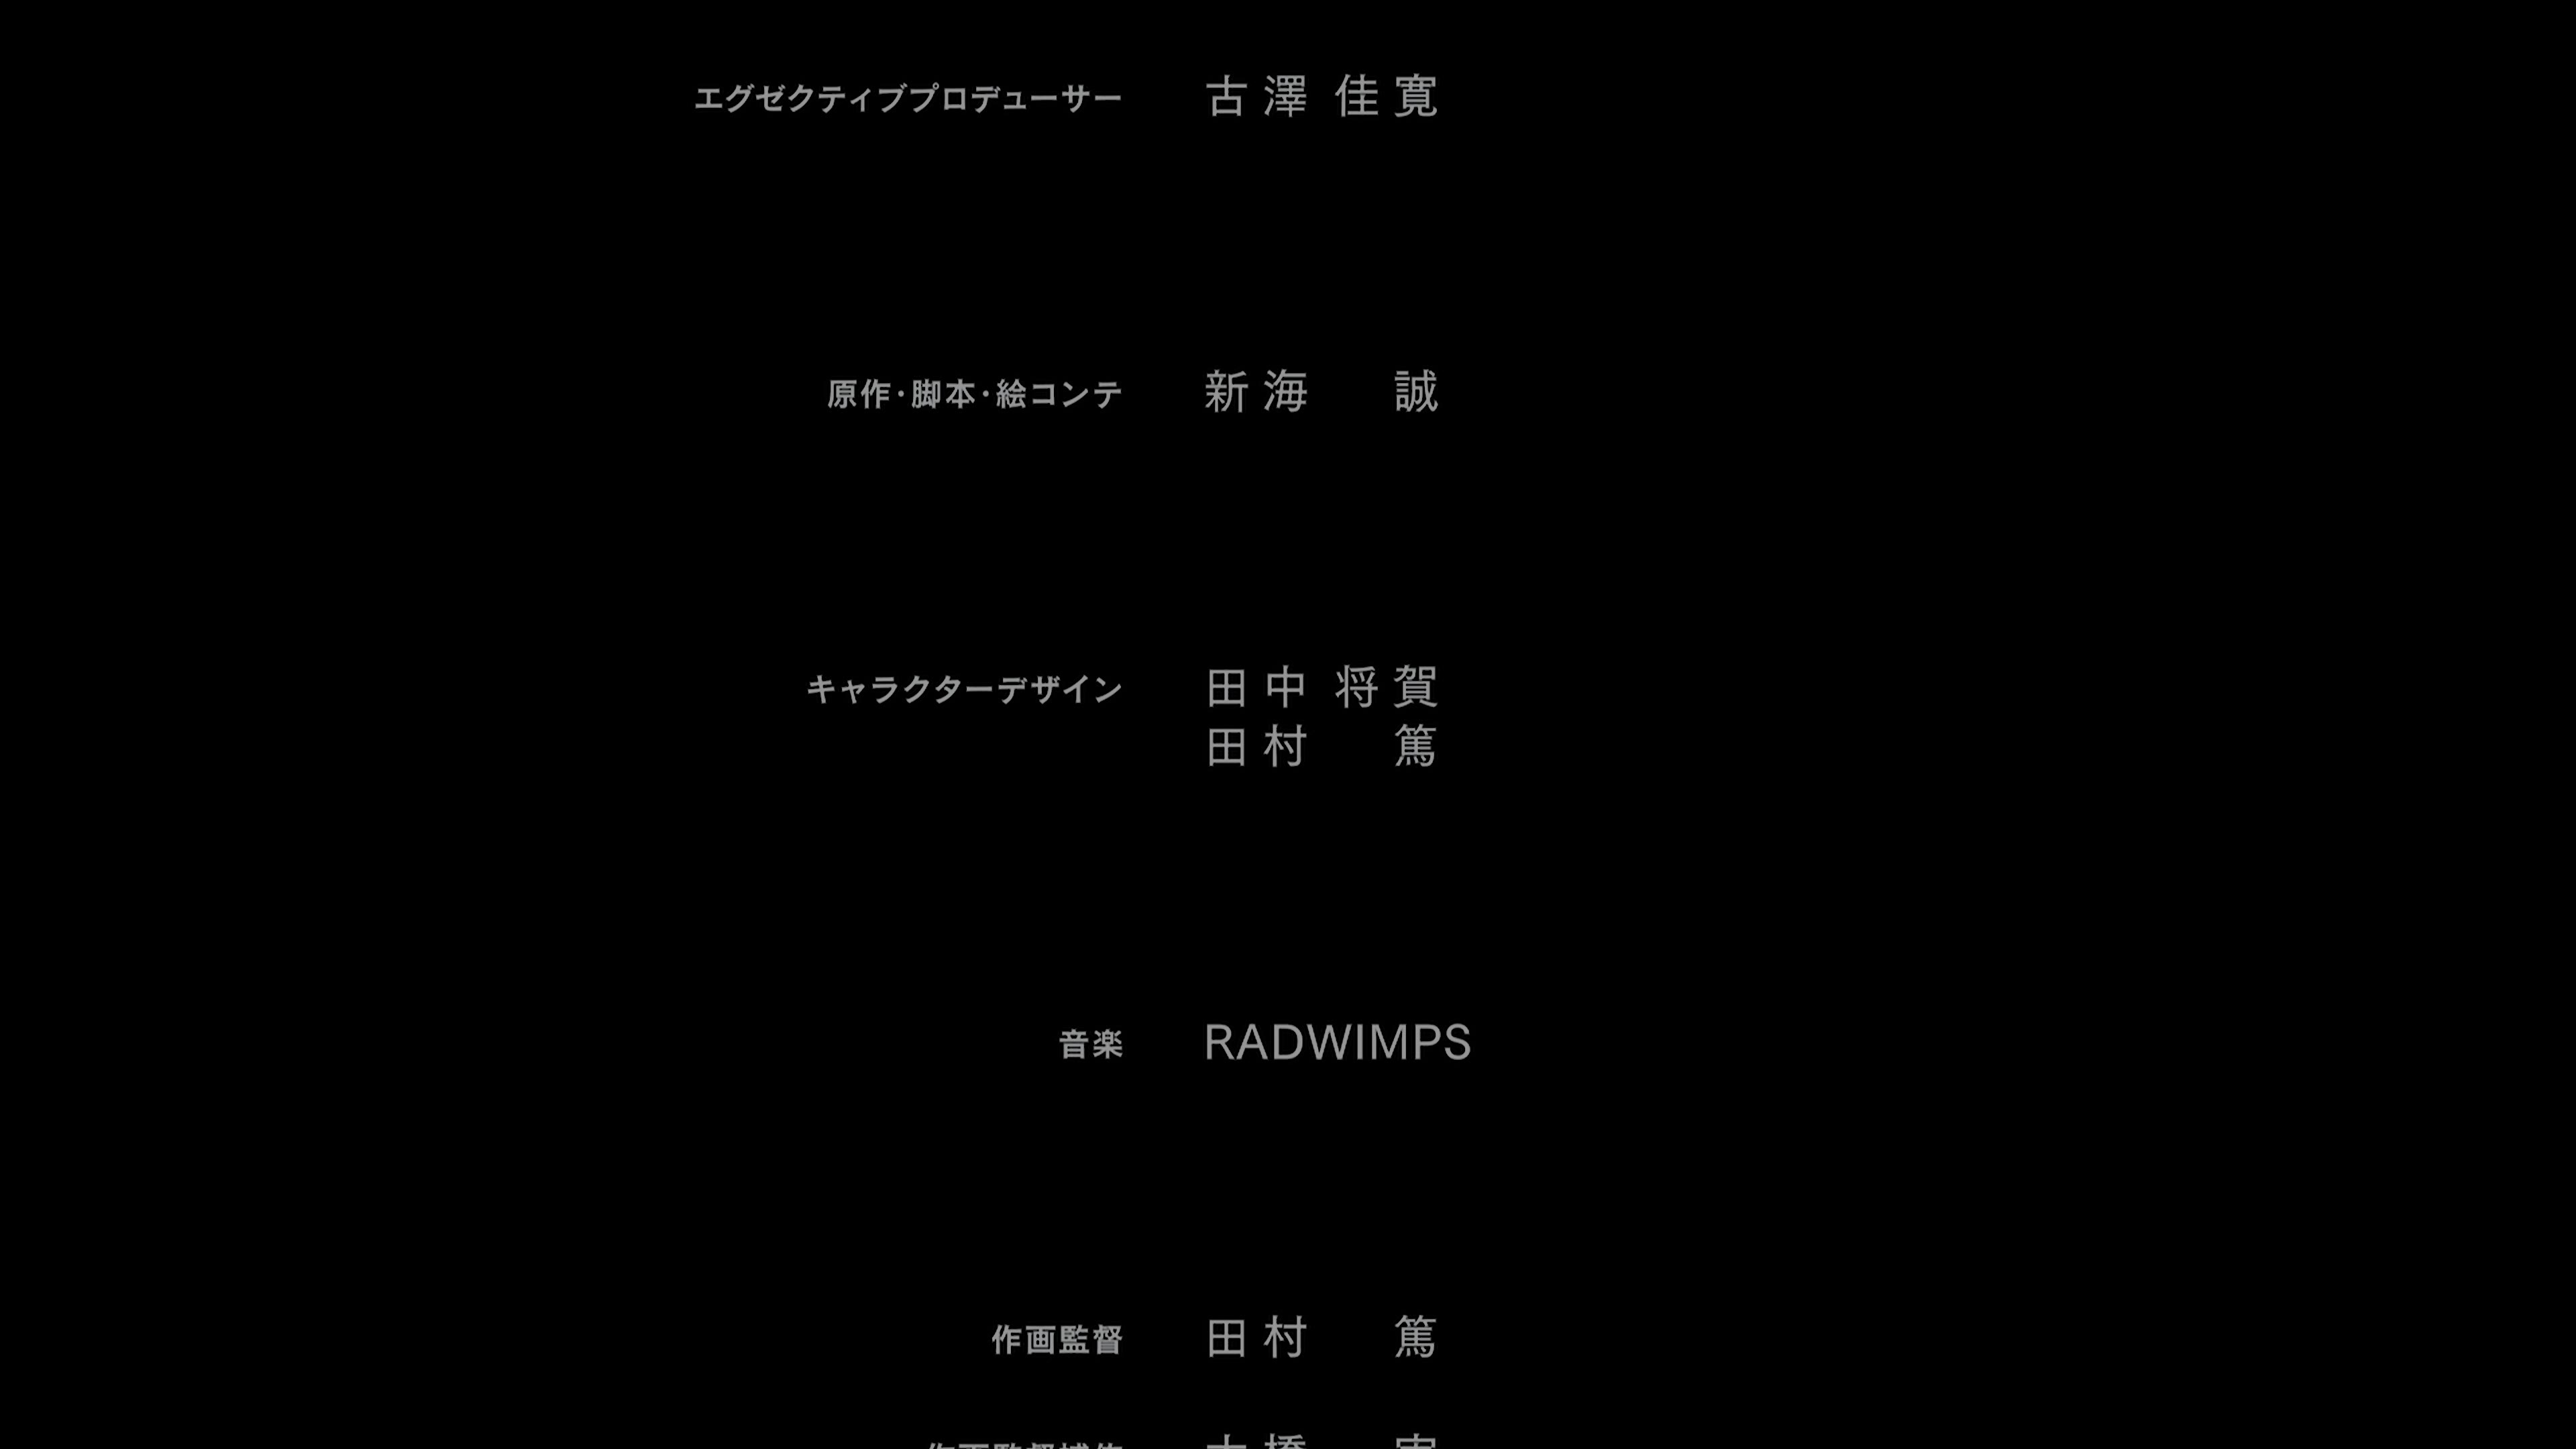 エグゼクティブプロデューサー 古澤 佳寛
原作・脚本・絵コンテ 新海 誠
キャラクターデザイン 田中 将賀
田村 篤
音楽 RADWIMPS
作画監督 田村 篤